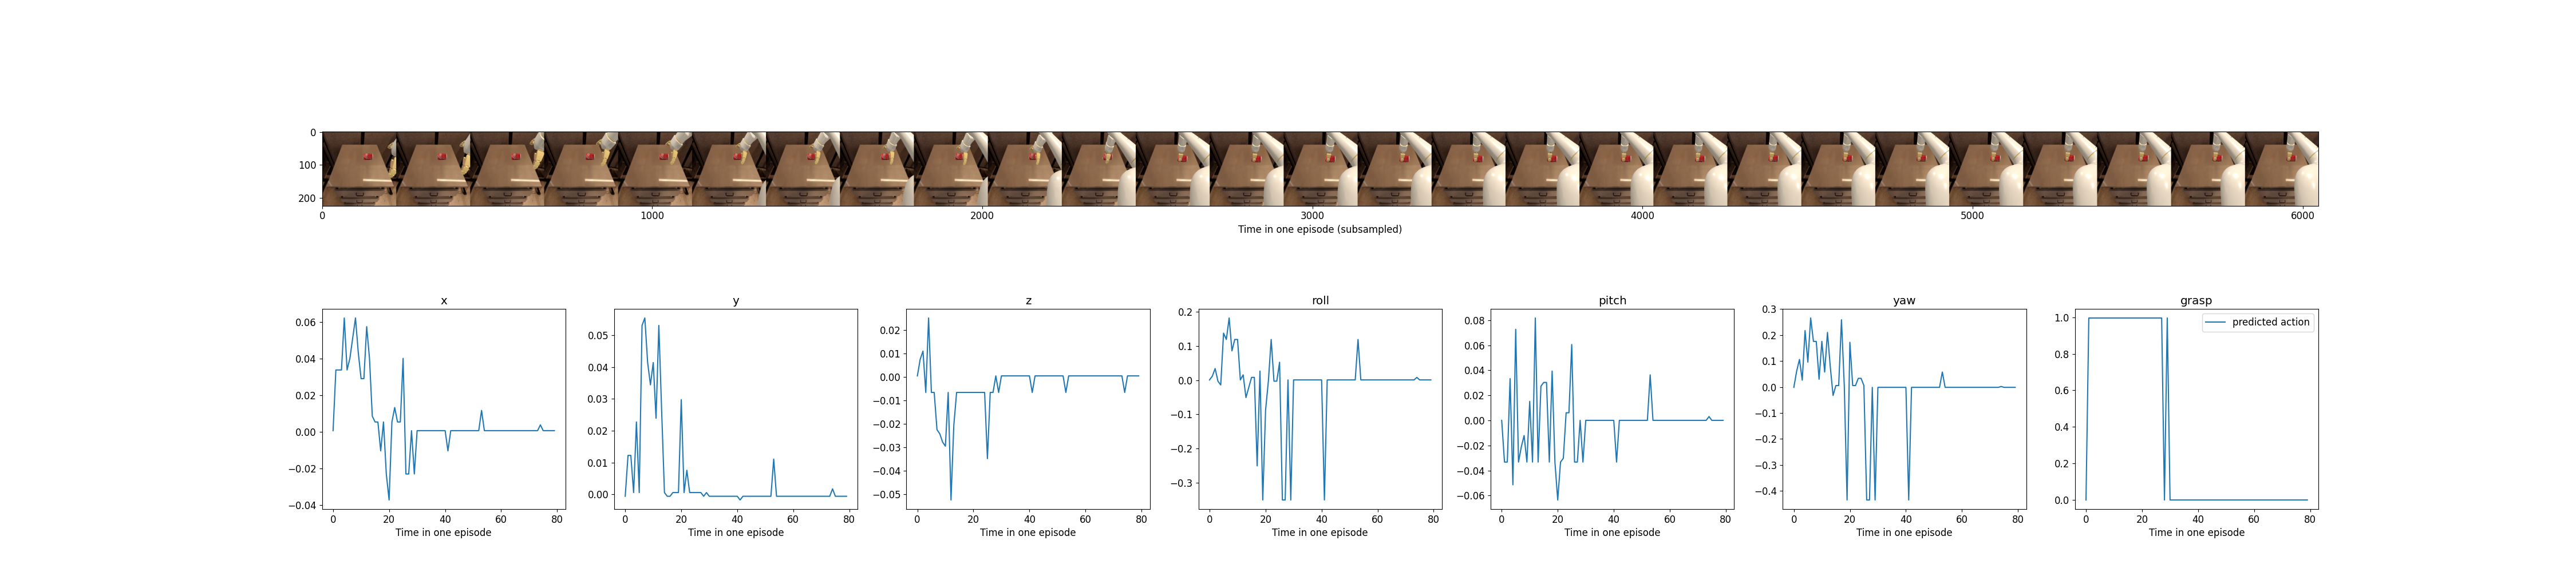 0
100
200
0 1000 2000 3000 4000 5000 6000
Time in one episode (subsampled)
x y z roll pitch yaw grasp
0.06
0.04
0.02
0.00
−0.02
−0.04
0 20 40 60 80
Time in one episode
0.05
0.04
0.03
0.02
0.01
0.00
0 20 40 60 80
Time in one episode
0.02
0.01
0.00
−0.01
−0.02
−0.03
−0.04
−0.05
0 20 40 60 80
Time in one episode
0.2
0.1
0.0
−0.1
−0.2
−0.3
0 20 40 60 80
Time in one episode
0.08
0.06
0.04
0.02
0.00
−0.02
−0.04
−0.06
0 20 40 60 80
Time in one episode
0.3
0.2
0.1
0.0
−0.1
−0.2
−0.3
−0.4
0 20 40 60 80
Time in one episode
predicted action
1.0
0.8
0.6
0.4
0.2
0.0
0 20 40 60 80
Time in one episode